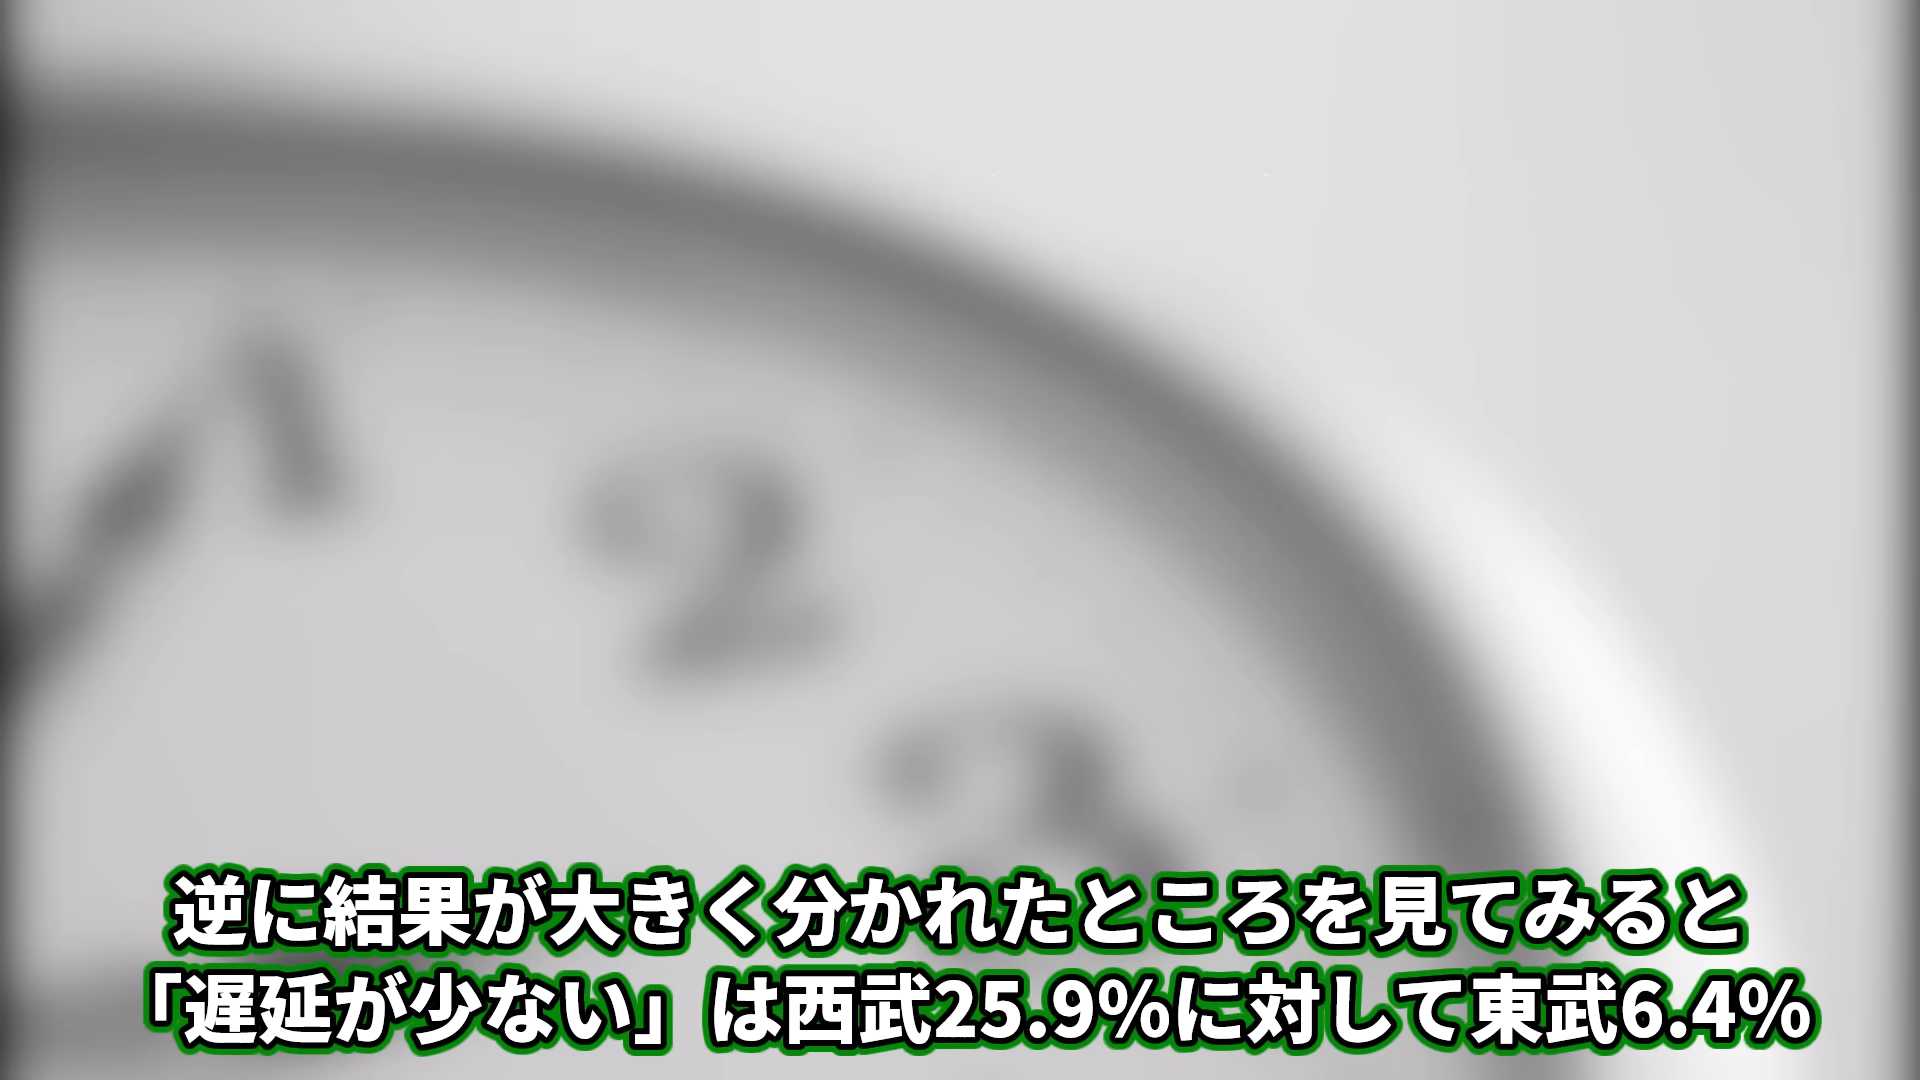 2
逆に結果が大きく分かれたところを見てみると
「遅延が少ない」は西武25.9%に対して東武6.4%